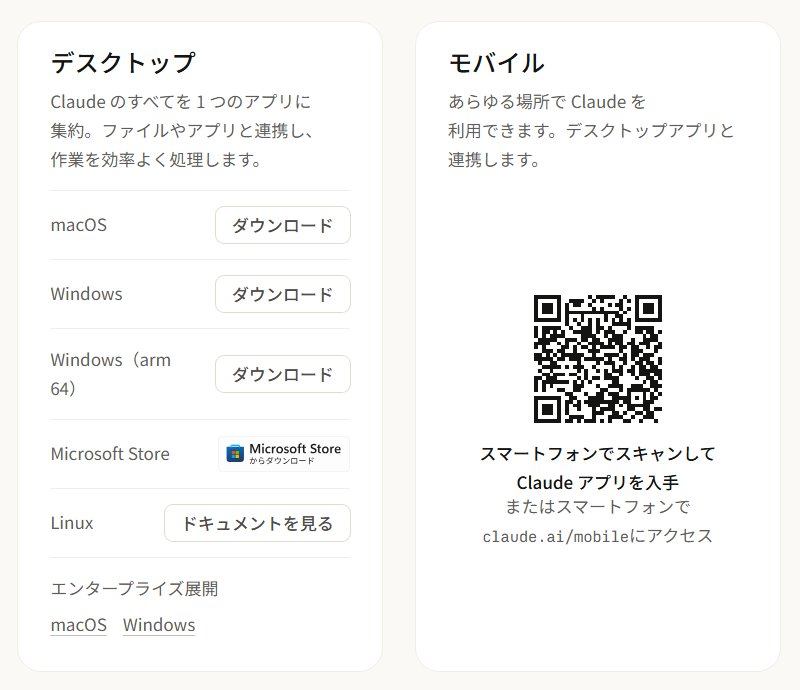 デスクトップ
Claude のすべてを 1 つのアプリに
集約。ファイルやアプリと連携し、
作業を効率よく処理します。
macOS
ダウンロード
Windows
ダウンロード
Windows（arm
64）
ダウンロード
Microsoft Store
Microsoft Store
からダウンロード
Linux
ドキュメントを見る
エンタープライズ展開
macOS Windows
モバイル
あらゆる場所で Claude を
利用できます。デスクトップアプリと
連携します。
スマートフォンでスキャンして
Claude アプリを入手
またはスマートフォンで
claude.ai/mobileにアクセス